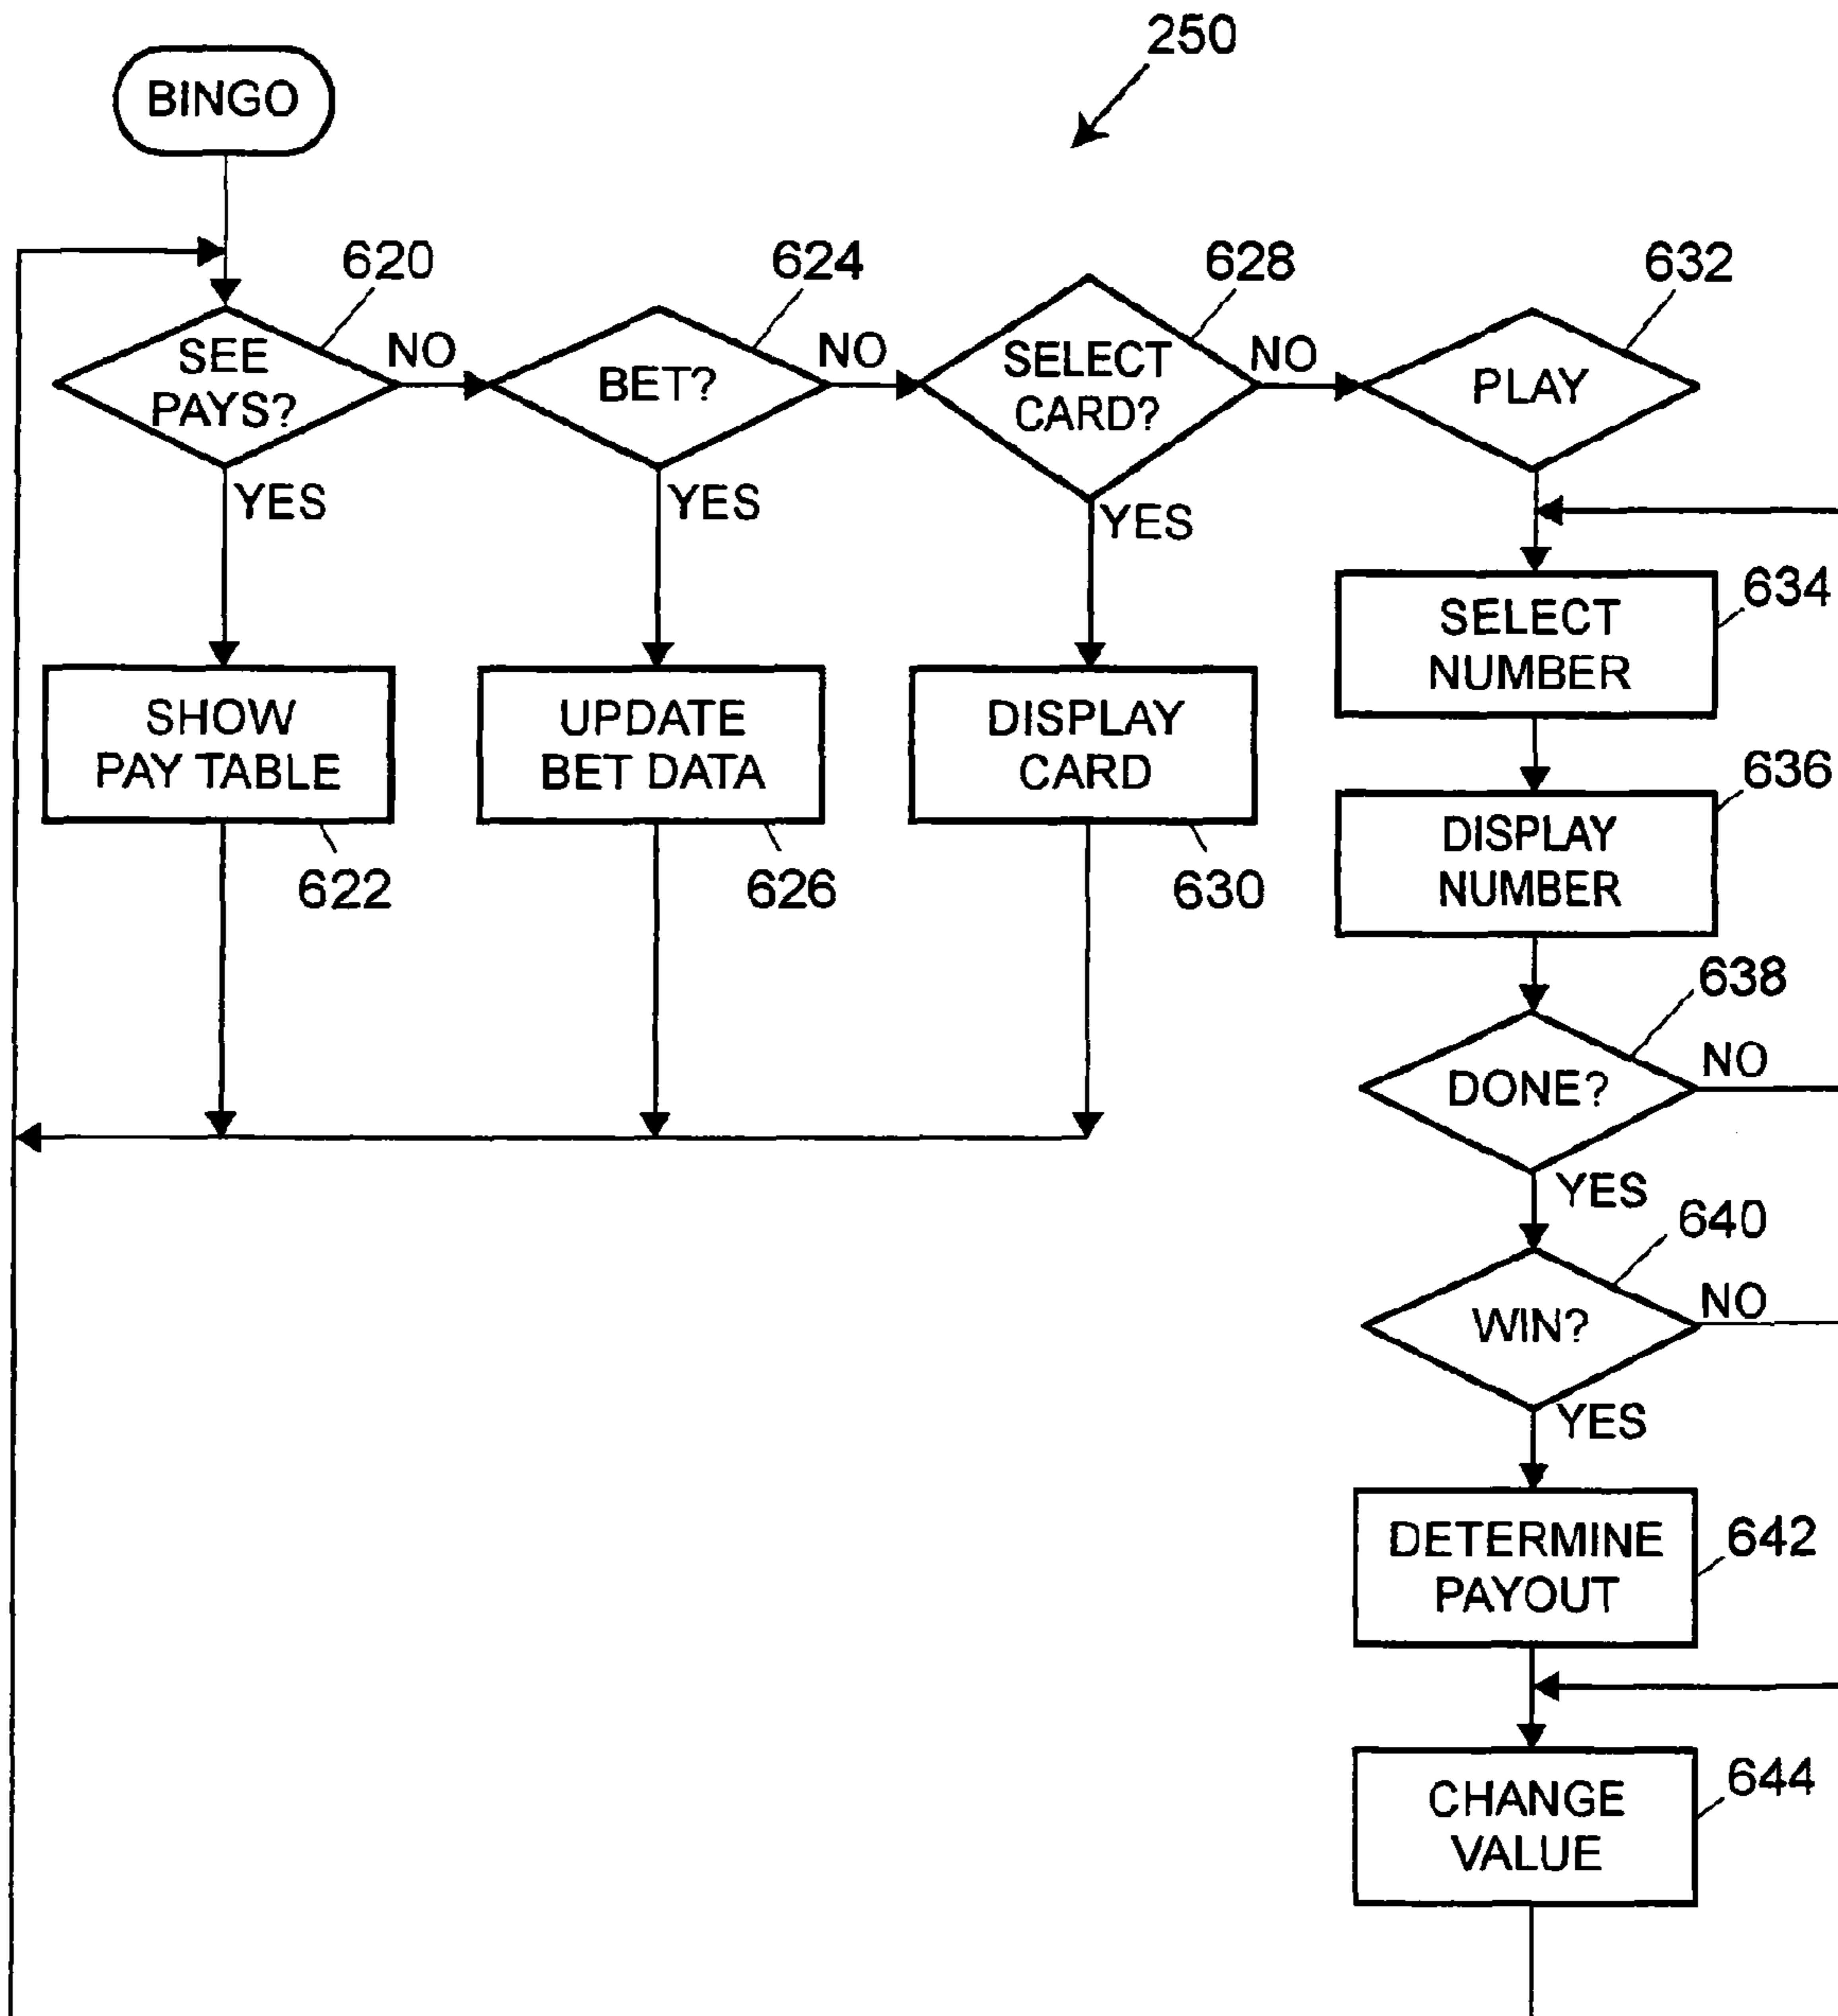 250
BINGO
620
624
628
632
SEE
PAYS?
NO
BET?
NO
SELECT
CARD?
NO
PLAY
YES
YES
YES
634
SELECT
NUMBER
SHOW
PAY TABLE
UPDATE
BET DATA
DISPLAY
CARD
636
DISPLAY
NUMBER
622
626
630
638
NO
DONE?
YES
640
NO
WIN?
YES
DETERMINE
PAYOUT
642
CHANGE
VALUE
644